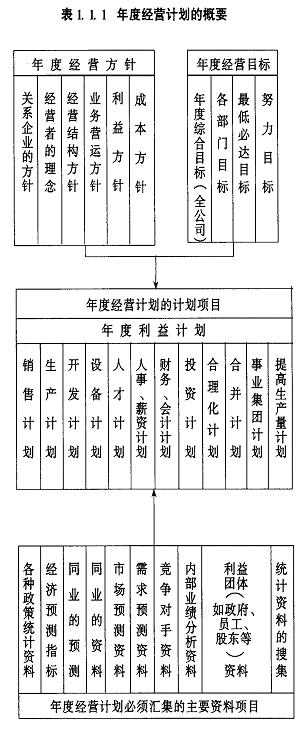 表 1.1.1 年度经营计划的概要
年度经营方针
关系企业的方针
经营者的理念
经营结构方针
业务营运方针
利益方针
成本方针
年度经营目标
年度综合目标(全公司)
各部门目标
最低必达目标
努力目标
年度经营计划的计划项目
年度利益计划
销售计划
生产计划
开发计划
设备计划
人才计划
人事、薪资计划
财务、会计计划
投资计划
合理化计划
合并计划
事业集团计划
提高生产量计划
各种政策统计资料
经济预测指标
同业的预测
同业的资料
市场预测资料
需求预测资料
竞争对手资料
内部业绩分析资料
利益
团体
(如政府、
员工、
股东等)
资料
统计资料的搜集
年度经营计划必须汇集的主要资料项目